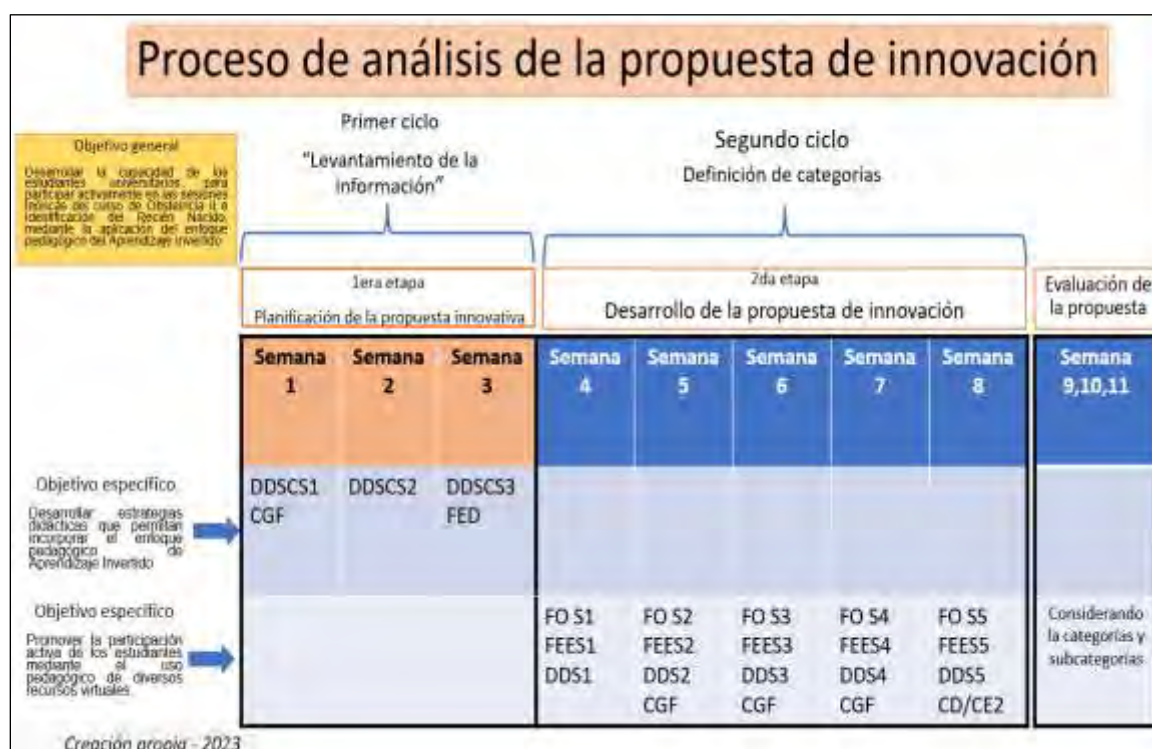 Proceso de análisis de la propuesta de innovación
Objetivo general
Desarrollar la capacidad de los
estudiantes universitarios para
participar activamente en las sesiones
del curso de Obstetricia II e
identificación del Recién Nacido,
mediante la aplicación del enfoque
pedagógico del Aprendizaje Invertido
Primer ciclo
"Levantamiento de la
información"
Segundo ciclo
Definición de categorias
1era etapa
Planificación de la propuesta innovativa
2da etapa
Desarrollo de la propuesta de innovación
Evaluación de
la propuesta
Semana
1
Semana
2
Semana
3
Semana
4
Semana
5
Semana
6
Semana
7
Semana
8
Semana
9,10,11
Objetivo específico
Desarrollar estrategias
didácticas que permitan
incorporar el enfoque
pedagógico de
Aprendizaje Invertido
DDSCS1
CGF
DDSCS2
DDSCS3
FED
Objetivo específico
Promover la participación
activa de los estudiantes
mediante el uso
pedagógico de diversos
recursos virtuales.
FO S1
FEES1
DDS1
FO S2
FEES2
DDS2
CGF
FO S3
FEES3
DDS3
CGF
FO S4
FEES4
DDS4
CGF
FO S5
FEES5
DDS5
CD/CE2
Considerando
la categorías y
subcategorias
Creación propia - 2023